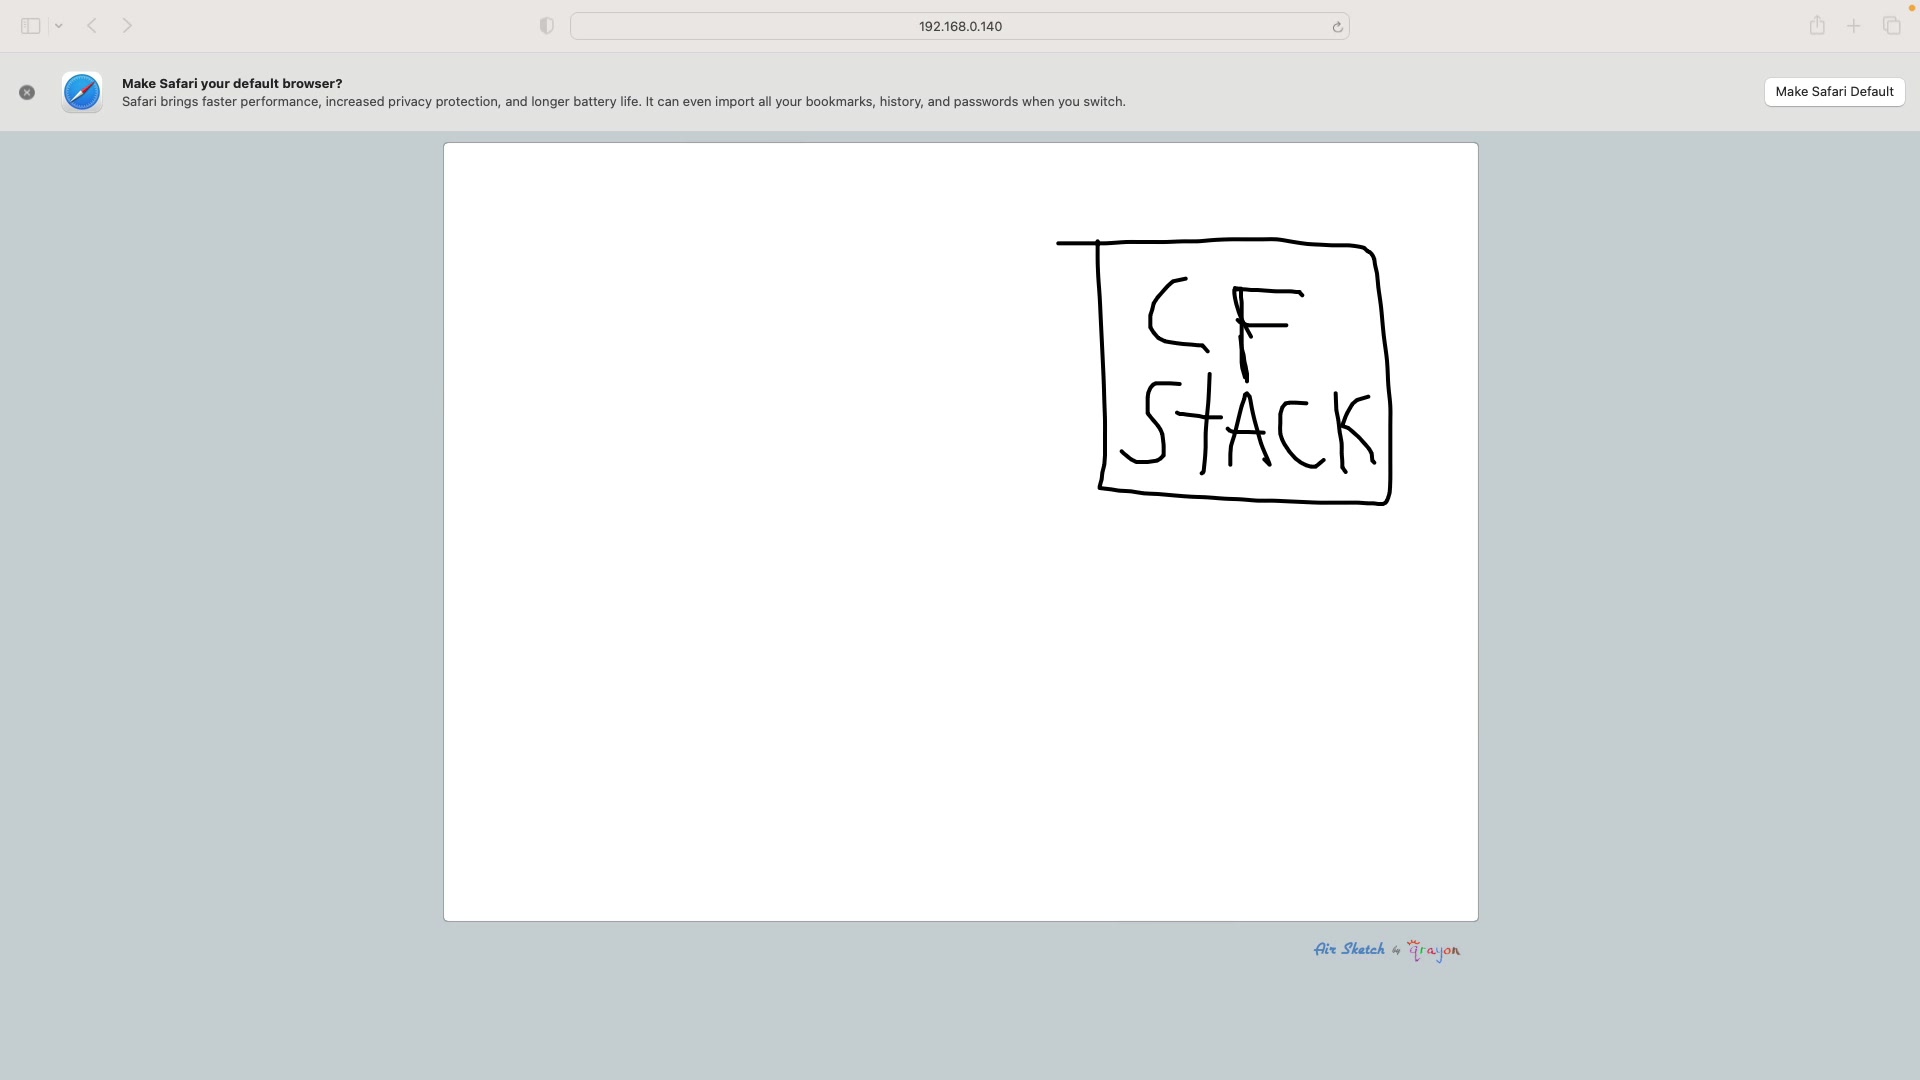 192.168.0.140
Make Safari your default browser?
Safari brings faster performance, increased privacy protection, and longer battery life. It can even import all your bookmarks, history, and passwords when you switch.
Make Safari Default
CF
STACK
Air Sketch by qrayon